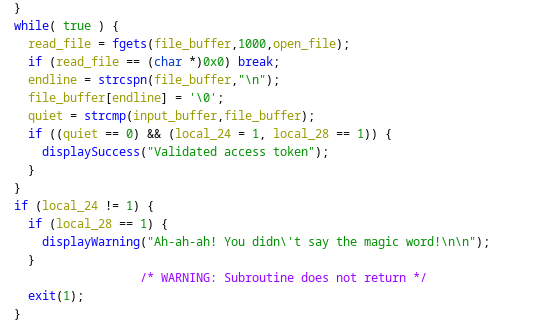 }
while( true ) {
read_file = fgets(file_buffer,1000,open_file);
if (read_file == (char *)0x0) break;
endline = strcspn(file_buffer,"\n");
file_buffer[endline] = '\0';
quiet = strcmp(input_buffer,file_buffer);
if ((quiet == 0) && (local_24 = 1, local_28 == 1)) {
displaySuccess("Validated access token");
}
}
if (local_24 != 1) {
if (local_28 == 1) {
displayWarning("Ah-ah-ah! You didn\'t say the magic word!\n\n");
}
/* WARNING: Subroutine does not return */
exit(1);
}